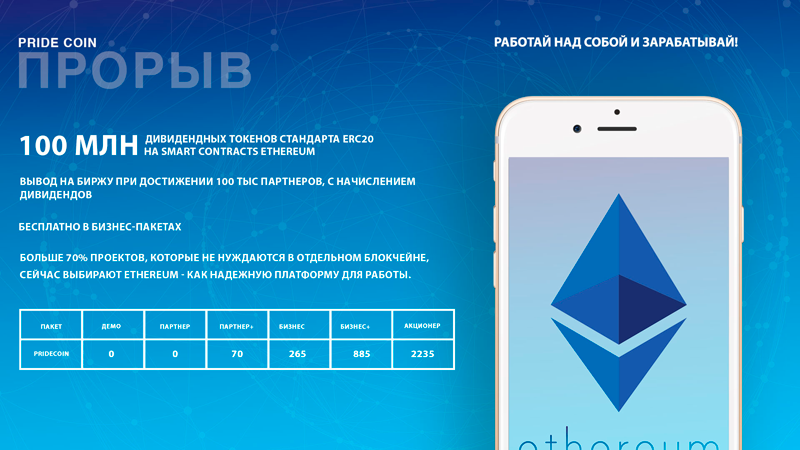 PRIDE COIN
ПРОРЫВ
РАБОТАЙ НАД СОБОЙ И ЗАРАБАТЫВАЙ!
100 МЛН ДИВИДЕНДНЫХ ТОКЕНОВ СТАНДАРТА ERC20
НА SMART CONTRACTS ETHEREUM
ВЫВОД НА БИРЖУ ПРИ ДОСТИЖЕНИИ 100 ТЫС ПАРТНЕРОВ, С НАЧИСЛЕНИЕМ
ДИВИДЕНДОВ
БЕСПЛАТНО В БИЗНЕС-ПАКЕТАХ
БОЛЬШЕ 70% ПРОЕКТОВ, КОТОРЫЕ НЕ НУЖДАЮТСЯ В ОТДЕЛЬНОМ БЛОКЧЕЙНЕ,
СЕЙЧАС ВЫБИРАЮТ ETHEREUM - КАК НАДЕЖНУЮ ПЛАТФОРМУ ДЛЯ РАБОТЫ.
ПАКЕТ ДЕМО ПАРТНЕР ПАРТНЕР+ БИЗНЕС БИЗНЕС+ АКЦИОНЕР
PRIDECOIN 0 0 70 265 885 2235
ethereum